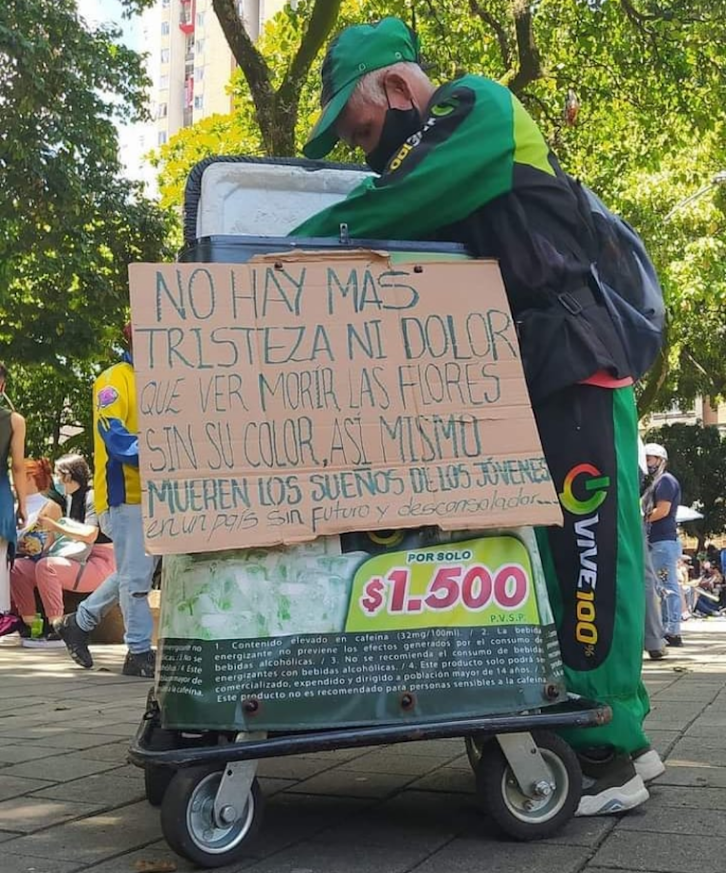 NO HAY MÁS
TRISTEZA NI DOLOR
QUE VER MORÍR LAS FLORES
SIN SU COLOR, ASÍ MISMO
MUEREN LOS SUEÑOS DE LOS JÓVENES
en un país sin futuro y desconsolador...
POR SOLO
$1.500
P.V.S.P.
1. Contenido elevado en cafeína (32mg/100ml). / 2. La bebida
energizante no previene los efectos generados por el consumo de
bebidas alcohólicas. / 3. No se recomienda el consumo de bebidas
energizantes con bebidas alcohólicas. / 4. Este producto solo podrá ser
comercializado, expendido y dirigido a población mayor de 14 años. / 5.
Este producto no es recomendado para personas sensibles a la cafeína.
VIVE100%